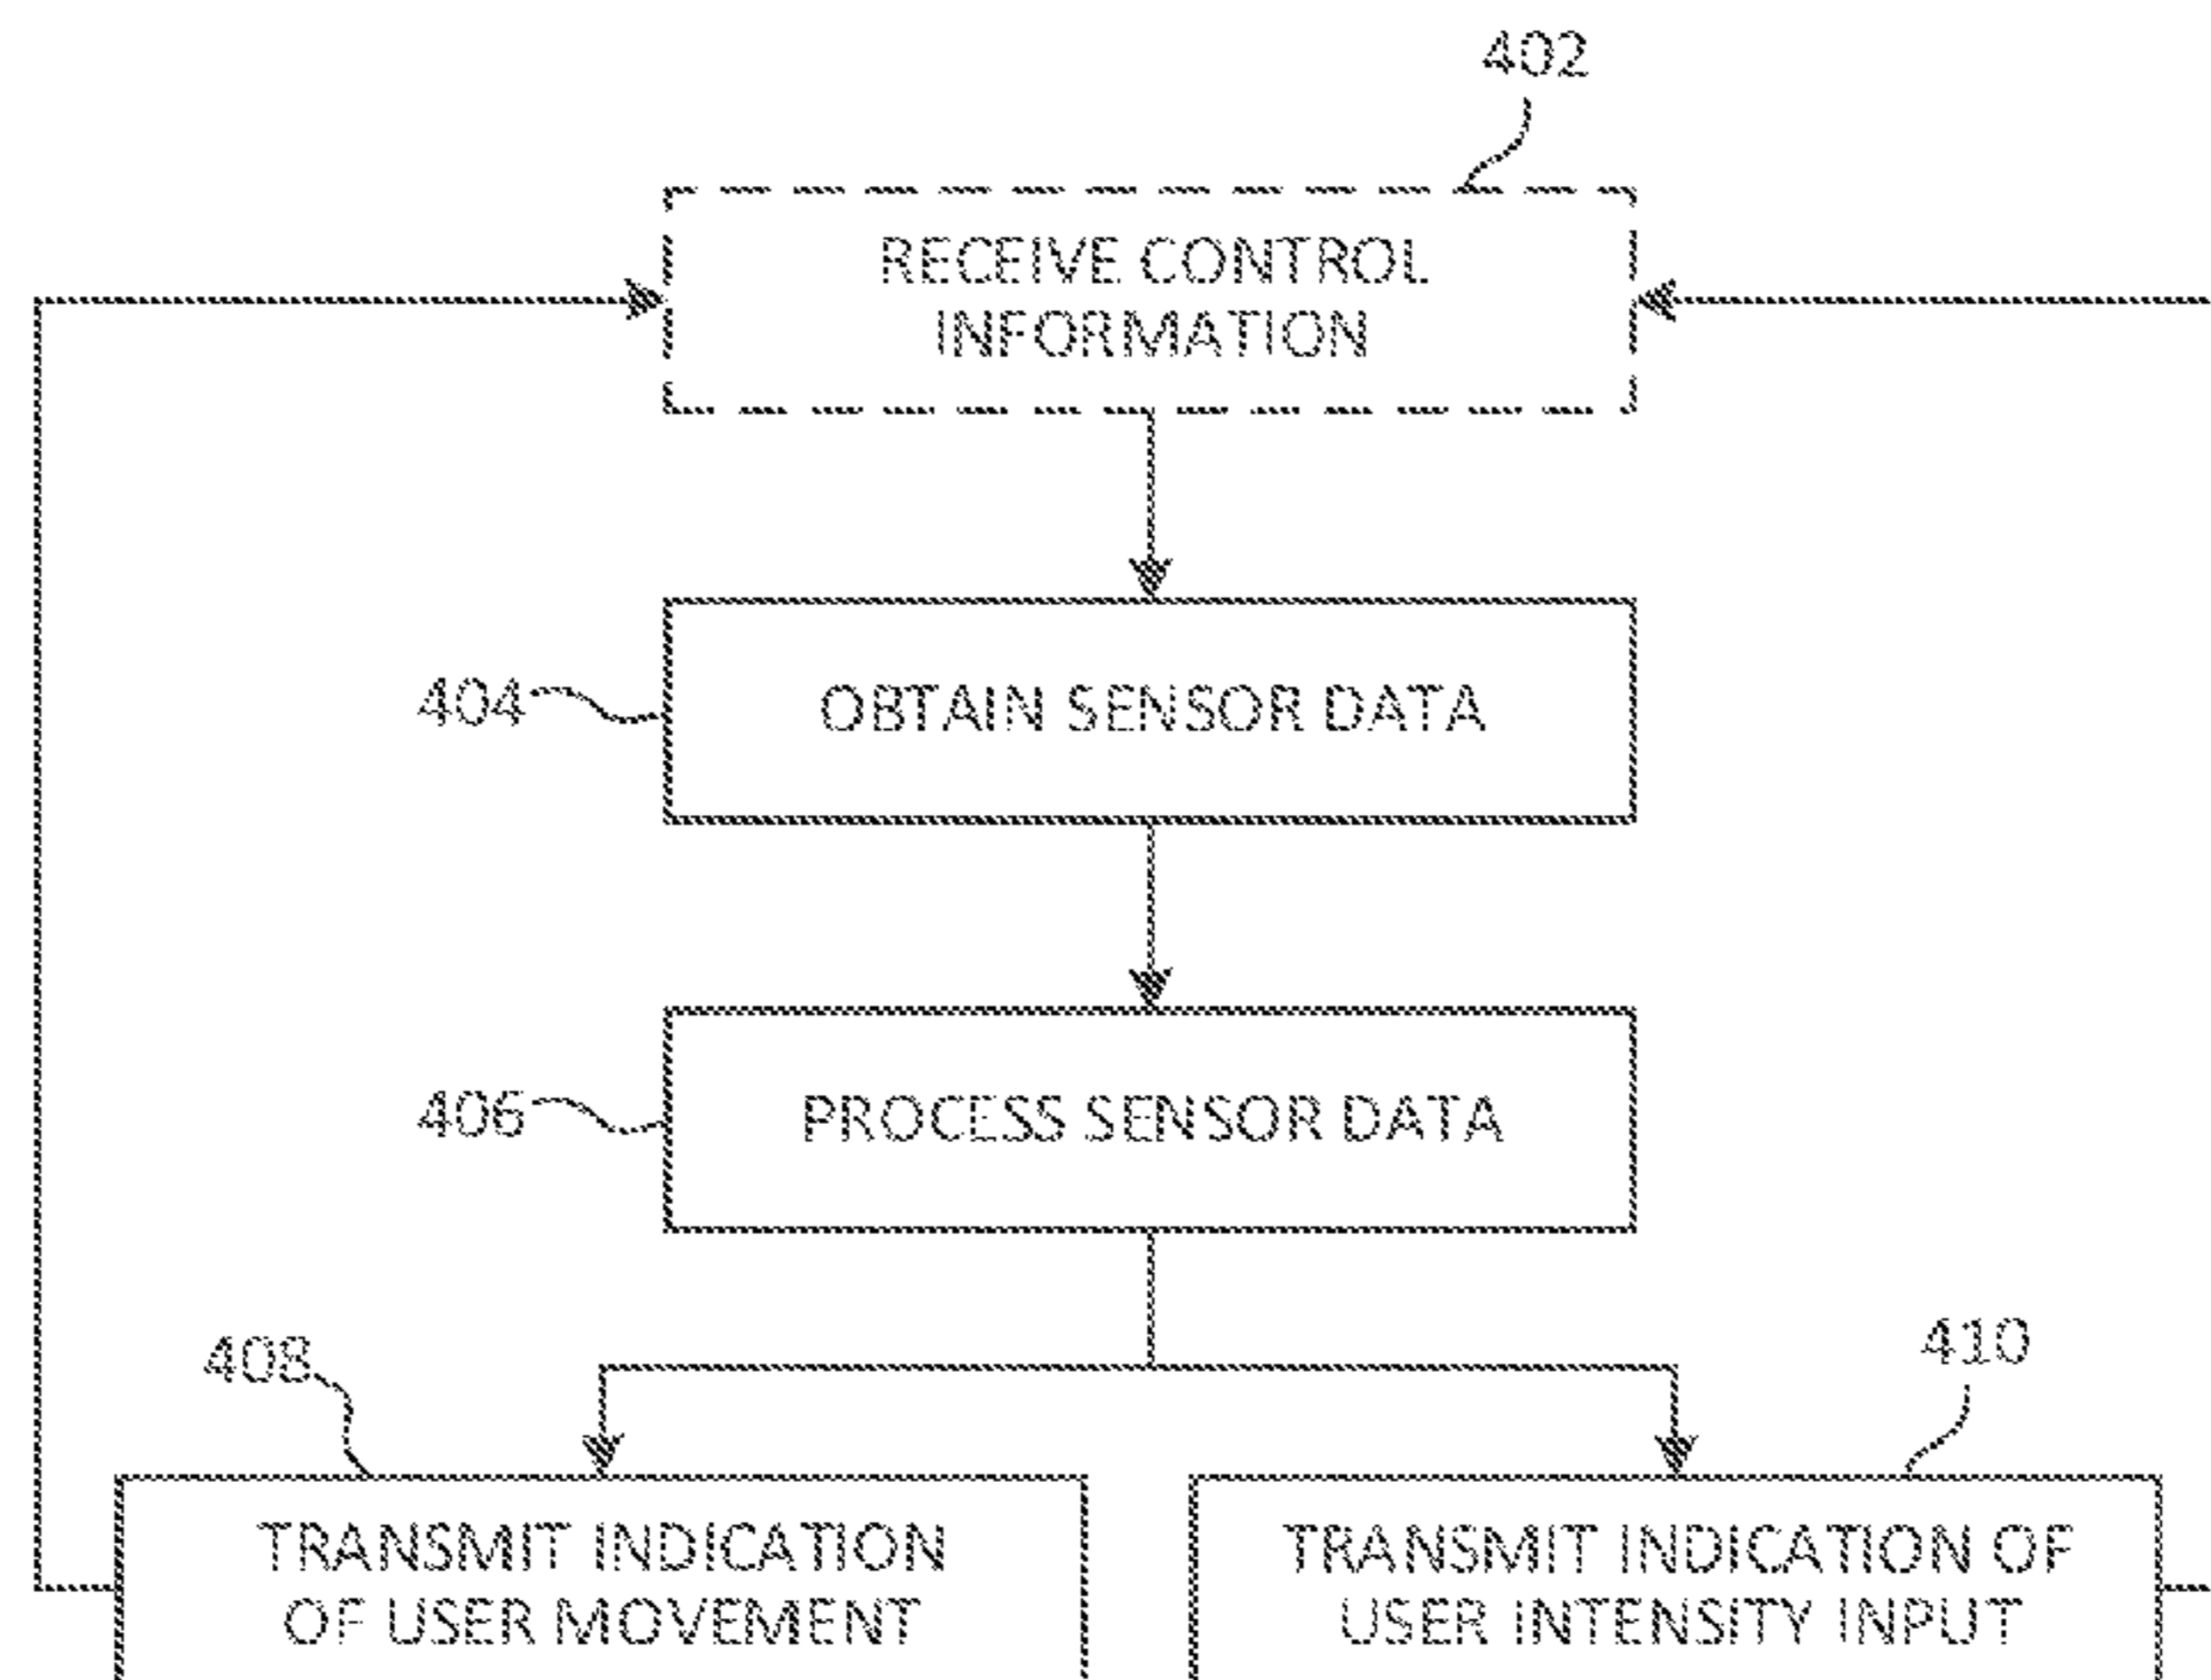 402
RECEIVE CONTROL
INFORMATION
404
OBTAIN SENSOR DATA
406
PROCESS SENSOR DATA
408
410
TRANSMIT INDICATION
OF USER MOVEMENT
TRANSMIT INDICATION OF
USER INTENSITY INPUT